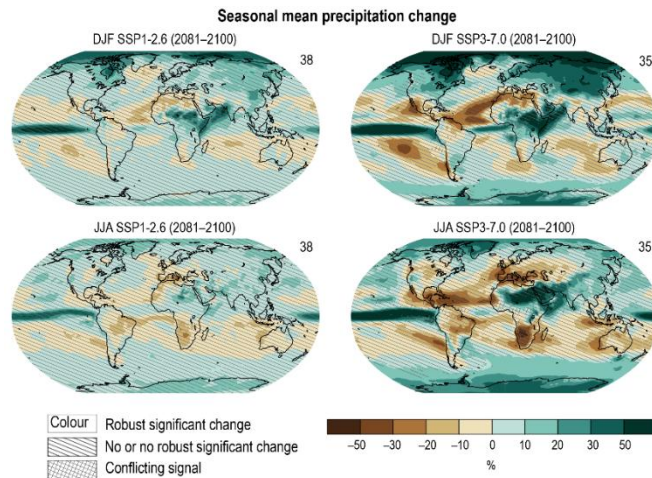 Seasonal mean precipitation change
DJF SSP1-2.6 (2081–2100)
38
DJF SSP3-7.0 (2081–2100)
35
JJA SSP1-2.6 (2081–2100)
38
JJA SSP3-7.0 (2081–2100)
35
Colour Robust significant change
No or no robust significant change
Conflicting signal
−50 −30 −20 −10 0 10 20 30 50
%